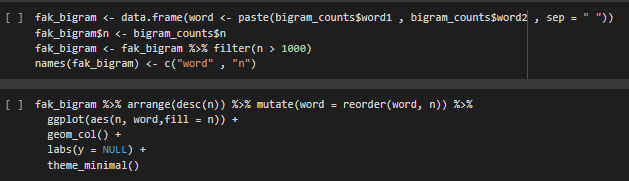 [ ] fak_bigram <- data.frame(word <- paste(bigram_counts$word1 , bigram_counts$word2 , sep = " "))
fak_bigram$n <- bigram_counts$n
fak_bigram <- fak_bigram %>% filter(n > 1000)
names(fak_bigram) <- c("word" , "n")
[ ] fak_bigram %>% arrange(desc(n)) %>% mutate(word = reorder(word, n)) %>%
ggplot(aes(n, word,fill = n)) +
geom_col() +
labs(y = NULL) +
theme_minimal()